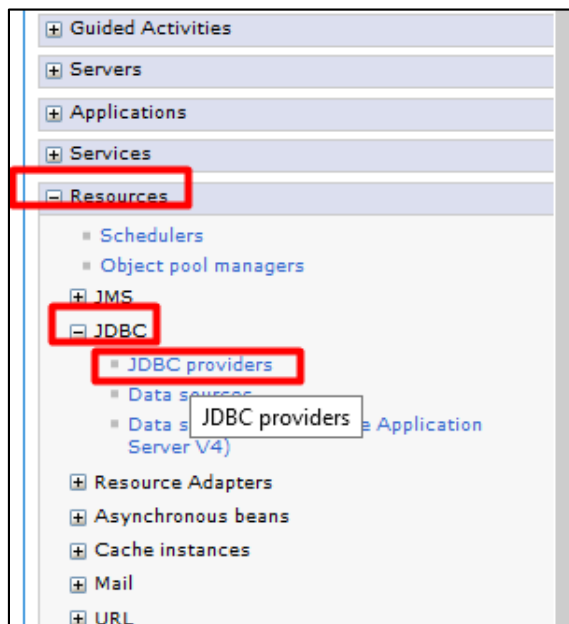 Guided Activities
Servers
Applications
Services
Resources
Schedulers
Object pool managers
JMS
JDBC
JDBC providers
Data sources
JDBC providers
Data s e Application
Server V4)
Resource Adapters
Asynchronous beans
Cache instances
Mail
URL